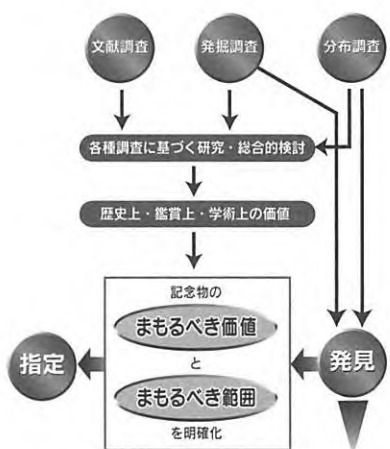 文献調査
発掘調査
分布調査
各種調査に基づく研究・総合的検討
歴史上・鑑賞上・学術上の価値
記念物の
まもるべき価値
と
まもるべき範囲
を明確化
指定
発見